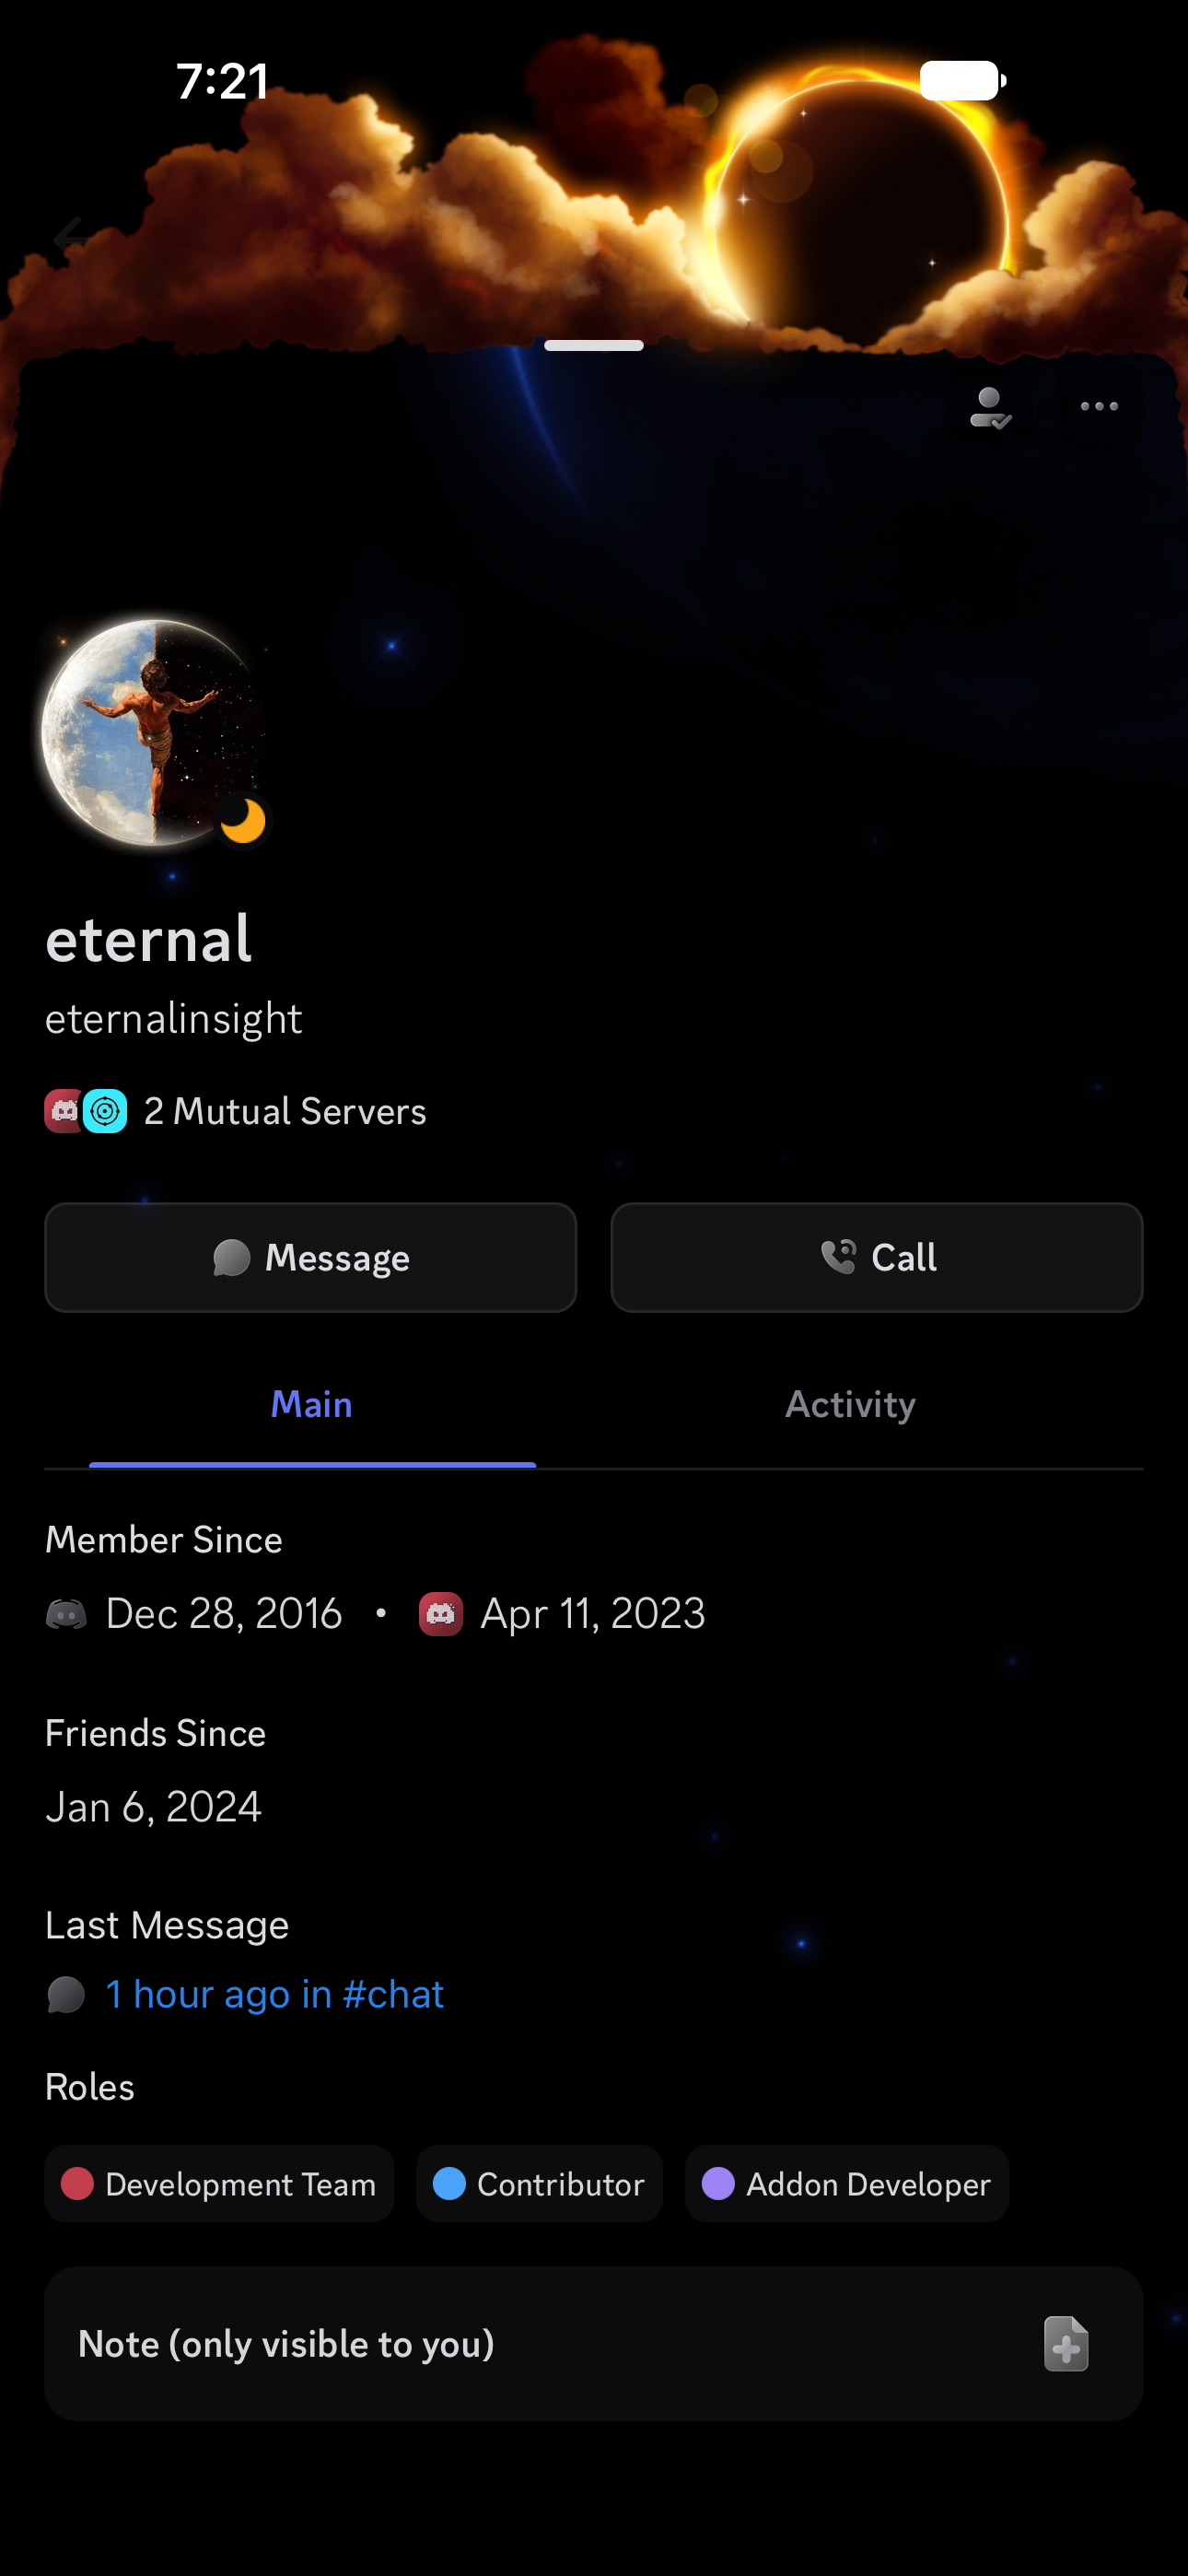 7:21
eternal
eternalinsight
2 Mutual Servers
Message
Call
Main
Activity
Member Since
Dec 28, 2016 • Apr 11, 2023
Friends Since
Jan 6, 2024
Last Message
1 hour ago in #chat
Roles
Development Team
Contributor
Addon Developer
Note (only visible to you)